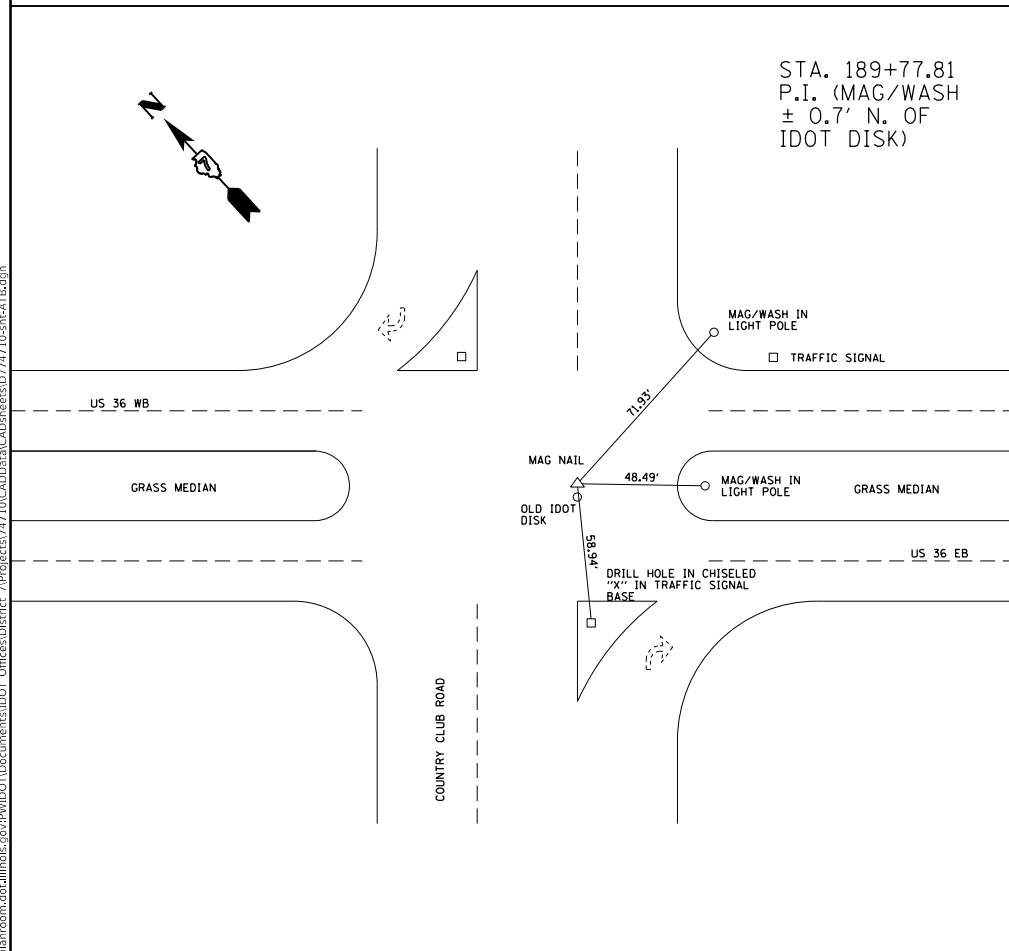 STA. 189+77.81
P.I. (MAG/WASH
± 0.7' N. OF
IDOT DISK)
N
7
MAG/WASH IN
LIGHT POLE
TRAFFIC SIGNAL
US 36 WB
71.93'
MAG NAIL
48.49'
MAG/WASH IN
LIGHT POLE
GRASS MEDIAN
GRASS MEDIAN
OLD IDOT
DISK
58.94'
US 36 EB
DRILL HOLE IN CHISELED
"X" IN TRAFFIC SIGNAL
BASE
COUNTRY CLUB ROAD